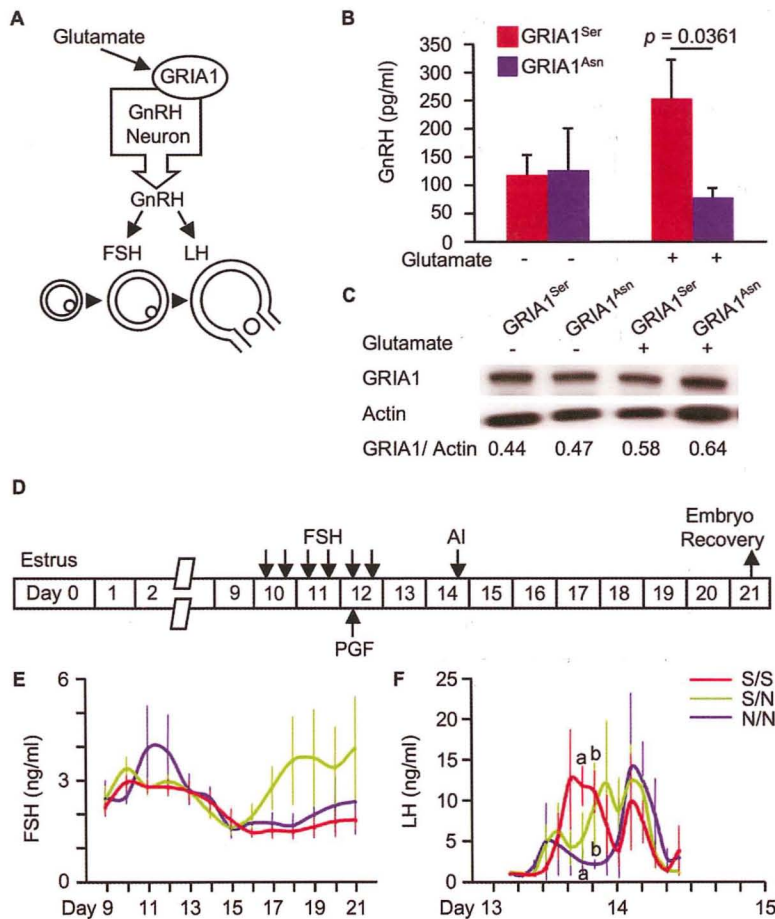 A
Glutamate
GRIA1
GnRH
Neuron
GnRH
FSH LH
B
GRIA1Ser
GRIA1Asn
p = 0.0361
GnRH (pg/ml)
350
300
250
200
150
100
50
0
Glutamate - - + +
C
GRIA1Ser GRIA1Asn GRIA1Ser GRIA1Asn
Glutamate - - + +
GRIA1
Actin
GRIA1/ Actin 0.44 0.47 0.58 0.64
D
FSH AI Embryo
Recovery
Estrus
Day 0 1 2 9 10 11 12 13 14 15 16 17 18 19 20 21
PGF
E
FSH (ng/ml)
6
3
0
Day 9 11 13 15 17 19 21
F
LH (ng/ml)
25
20
15
10
5
0
S/S
S/N
N/N
a b
b
a
Day 13 14 15